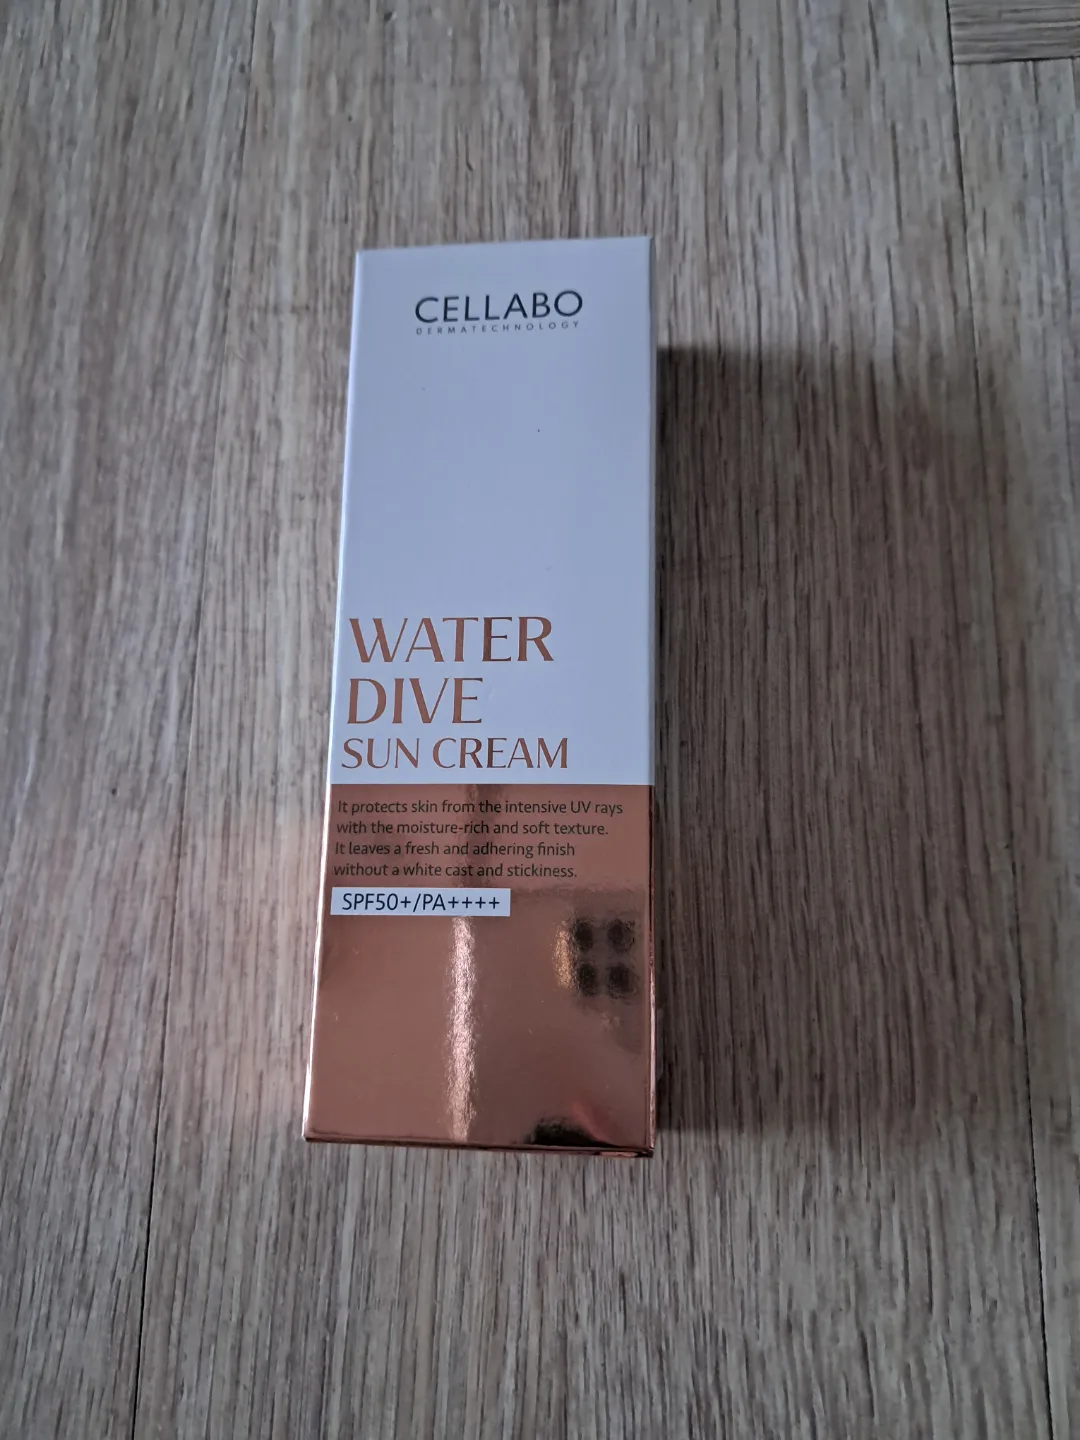 CELLABO
DERMATECHNOLOGY
WATER
DIVE
SUN CREAM
It protects skin from the intensive UV rays
with the moisture-rich and soft texture.
It leaves a fresh and adhering finish
without a white cast and stickiness.
SPF50+/PA++++